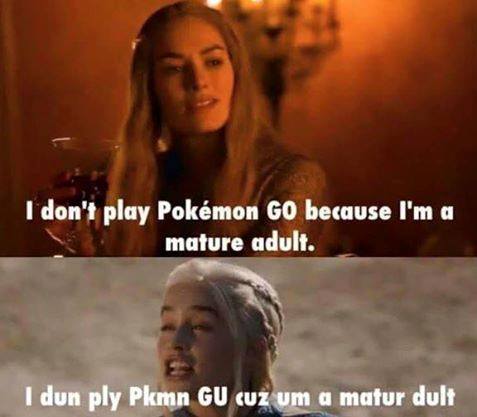 I don't play Pokémon GO because I'm a
mature adult.
I dun ply Pkmn GU cuz um a matur dult